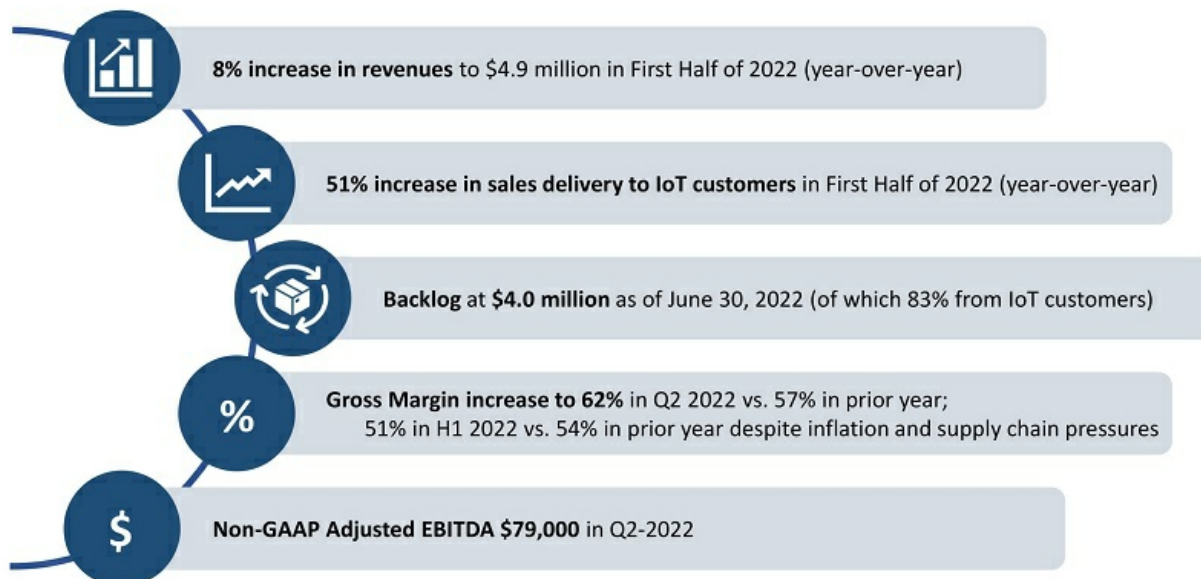 8% increase in revenues to $4.9 million in First Half of 2022 (year-over-year)
51% increase in sales delivery to IoT customers in First Half of 2022 (year-over-year)
Backlog at $4.0 million as of June 30, 2022 (of which 83% from IoT customers)
%
Gross Margin increase to 62% in Q2 2022 vs. 57% in prior year;
51% in H1 2022 vs. 54% in prior year despite inflation and supply chain pressures
$
Non-GAAP Adjusted EBITDA $79,000 in Q2-2022